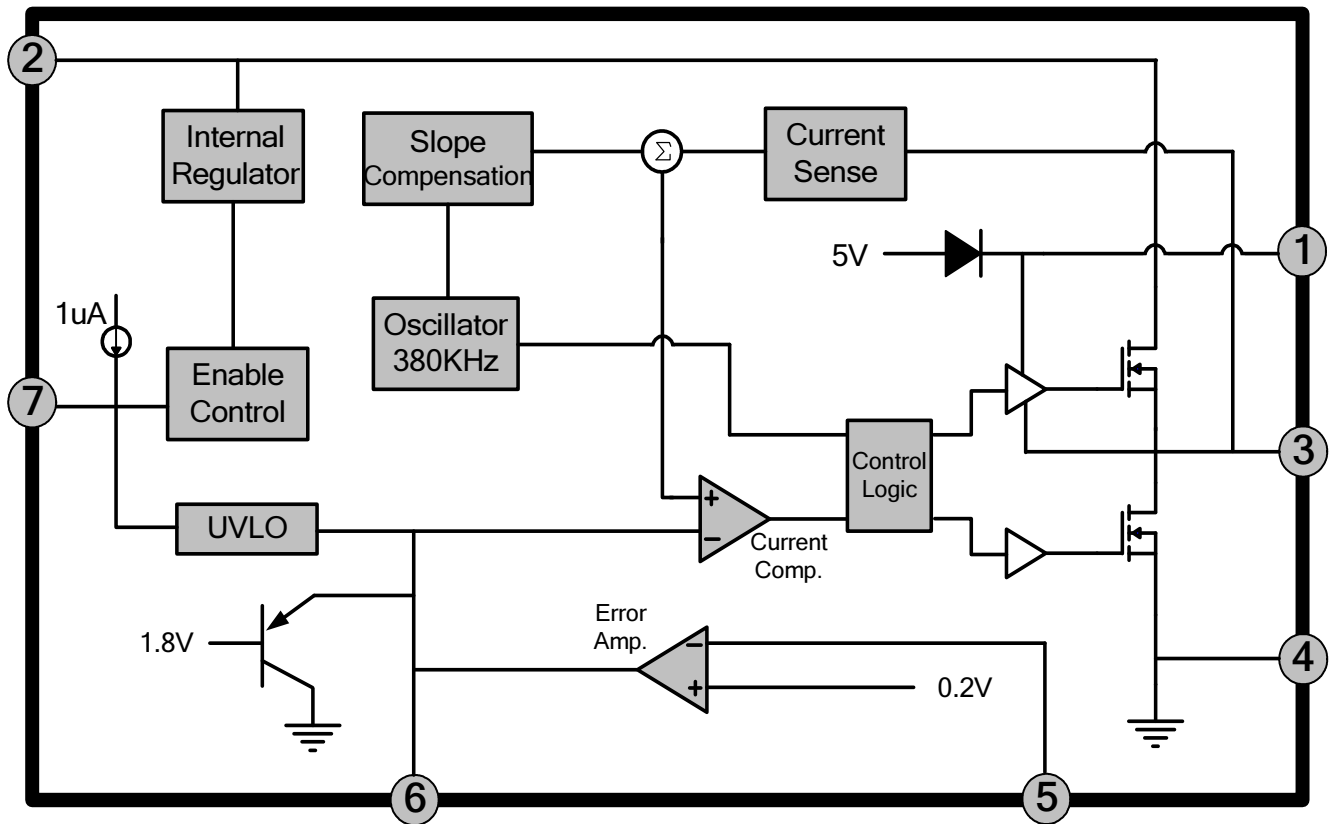 2
Internal
Regulator
Slope
Compensation
Σ
Current
Sense
5V
1
1uA
Oscillator
380KHz
Enable
Control
7
Control
Logic
3
UVLO
+
−
Current
Comp.
1.8V
Error
Amp.
−
+
0.2V
4
6
5